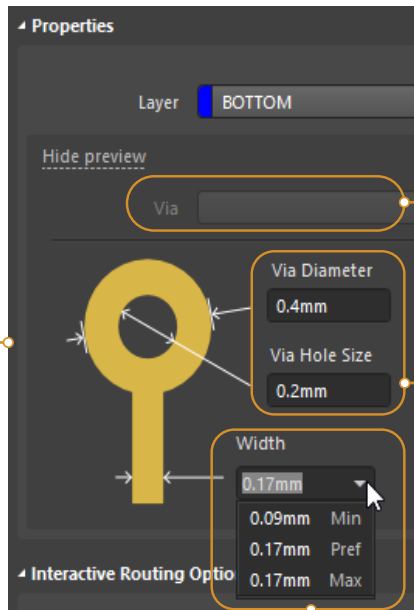 Properties
Layer BOTTOM
Hide preview
Via
Via Diameter
0.4mm
Via Hole Size
0.2mm
Width
0.17mm
0.09mm Min
0.17mm Pref
0.17mm Max
Interactive Routing Optio